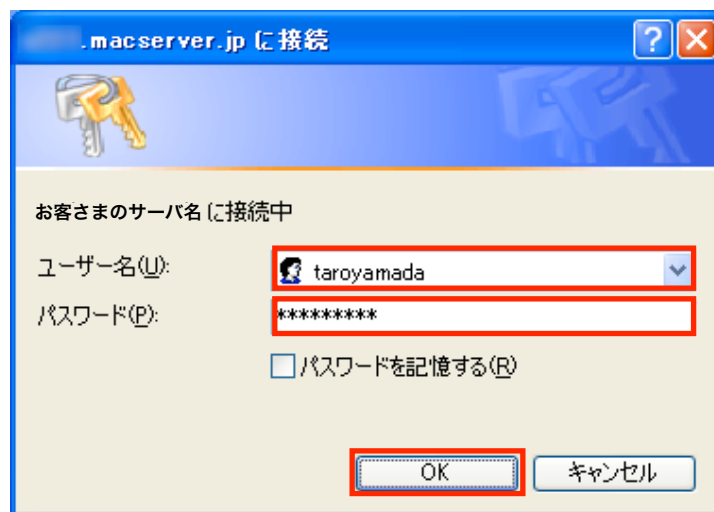 .macserver.jp に接続
お客さまのサーバ名 に接続中
ユーザー名(U):
taroyamada
パスワード(P):
*********
パスワードを記憶する(R)
OK
キャンセル